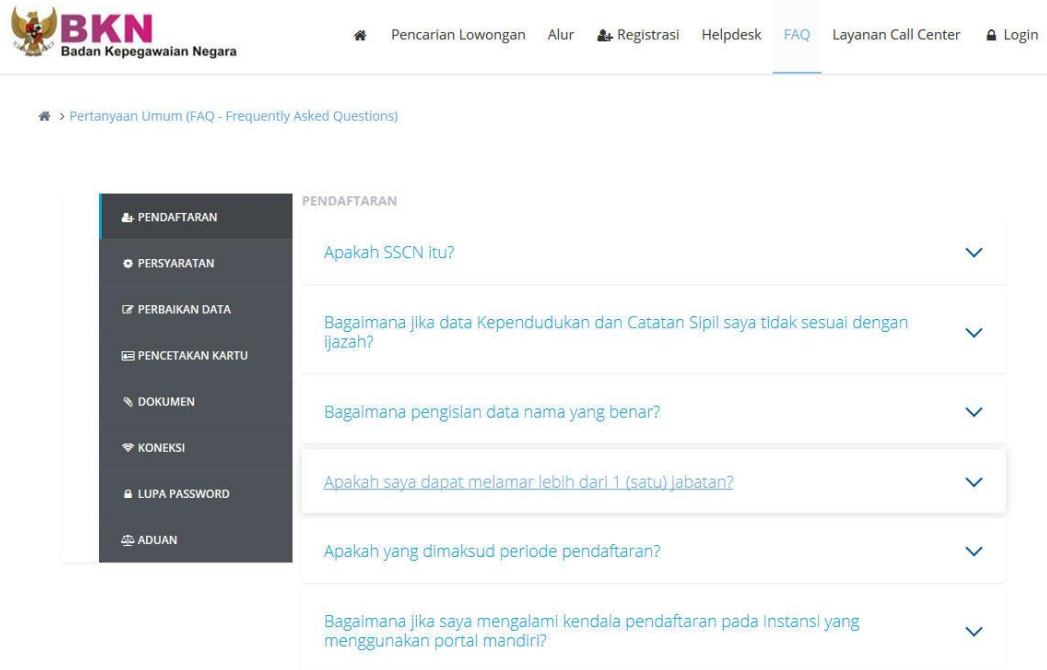 BKN
Badan Kepegawaian Negara
Pencarian Lowongan Alur Registrasi Helpdesk FAQ Layanan Call Center Login
> Pertanyaan Umum (FAQ - Frequently Asked Questions)
PENDAFTARAN
PERSYARATAN
PERBAIKAN DATA
PENCETAKAN KARTU
DOKUMEN
KONEKSI
LUPA PASSWORD
ADUAN
PENDAFTARAN
Apakah SSCN itu?
Bagaimana jika data Kependudukan dan Catatan Sipil saya tidak sesuai dengan
ijazah?
Bagaimana pengisian data nama yang benar?
Apakah saya dapat melamar lebih dari 1 (satu) jabatan?
Apakah yang dimaksud periode pendaftaran?
Bagaimana jika saya mengalami kendala pendaftaran pada Instansi yang
menggunakan portal mandiri?